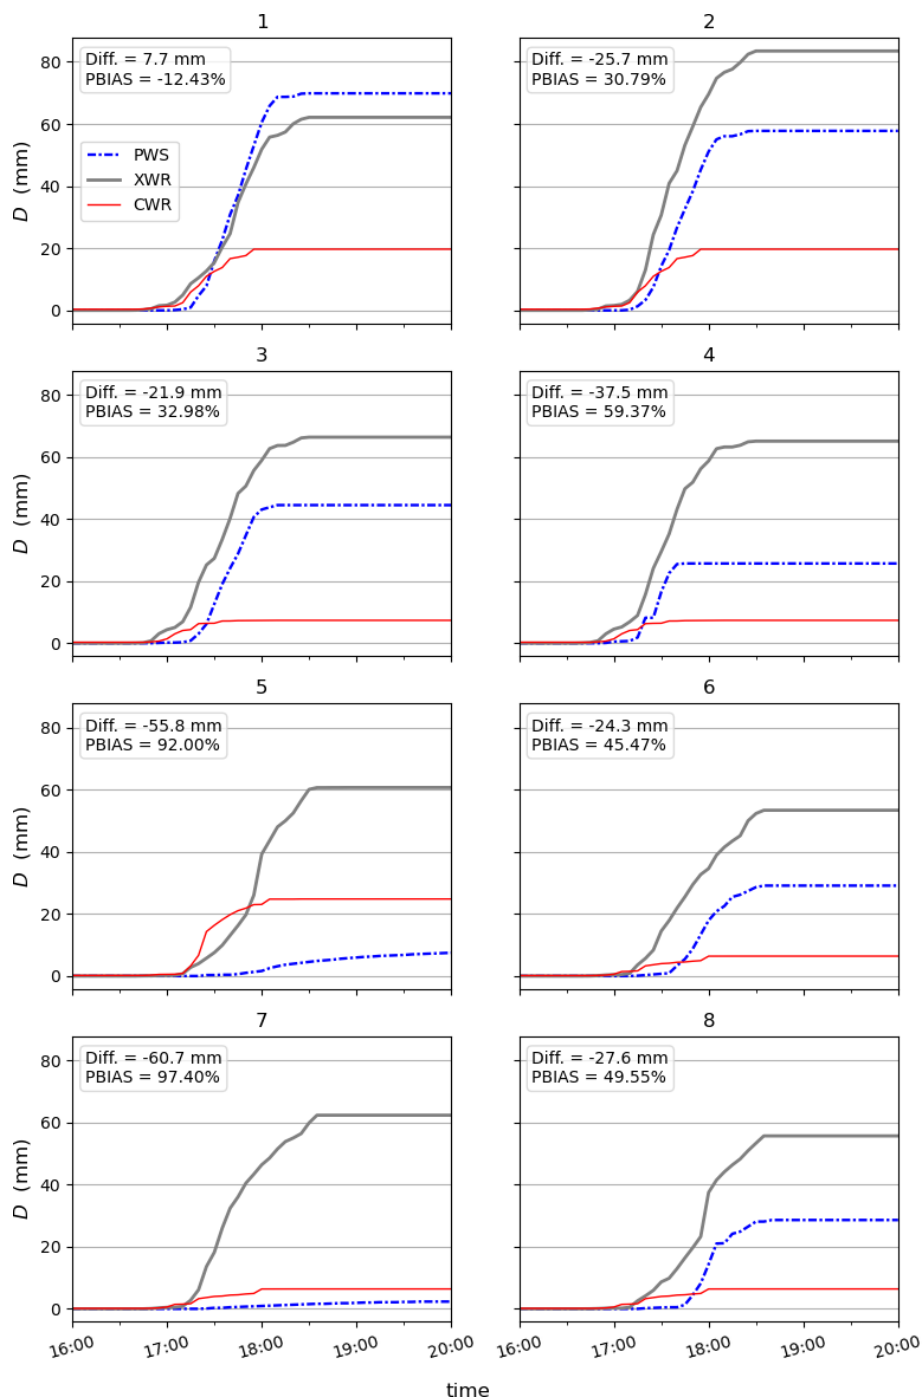 1
Diff. = 7.7 mm
PBIAS = -12.43%
PWS
XWR
CWR
80
60
40
20
0
D (mm)
2
Diff. = -25.7 mm
PBIAS = 30.79%
3
Diff. = -21.9 mm
PBIAS = 32.98%
80
60
40
20
0
D (mm)
4
Diff. = -37.5 mm
PBIAS = 59.37%
5
Diff. = -55.8 mm
PBIAS = 92.00%
80
60
40
20
0
D (mm)
6
Diff. = -24.3 mm
PBIAS = 45.47%
7
Diff. = -60.7 mm
PBIAS = 97.40%
80
60
40
20
0
D (mm)
16:00 17:00 18:00 19:00 20:00
8
Diff. = -27.6 mm
PBIAS = 49.55%
16:00 17:00 18:00 19:00 20:00
time